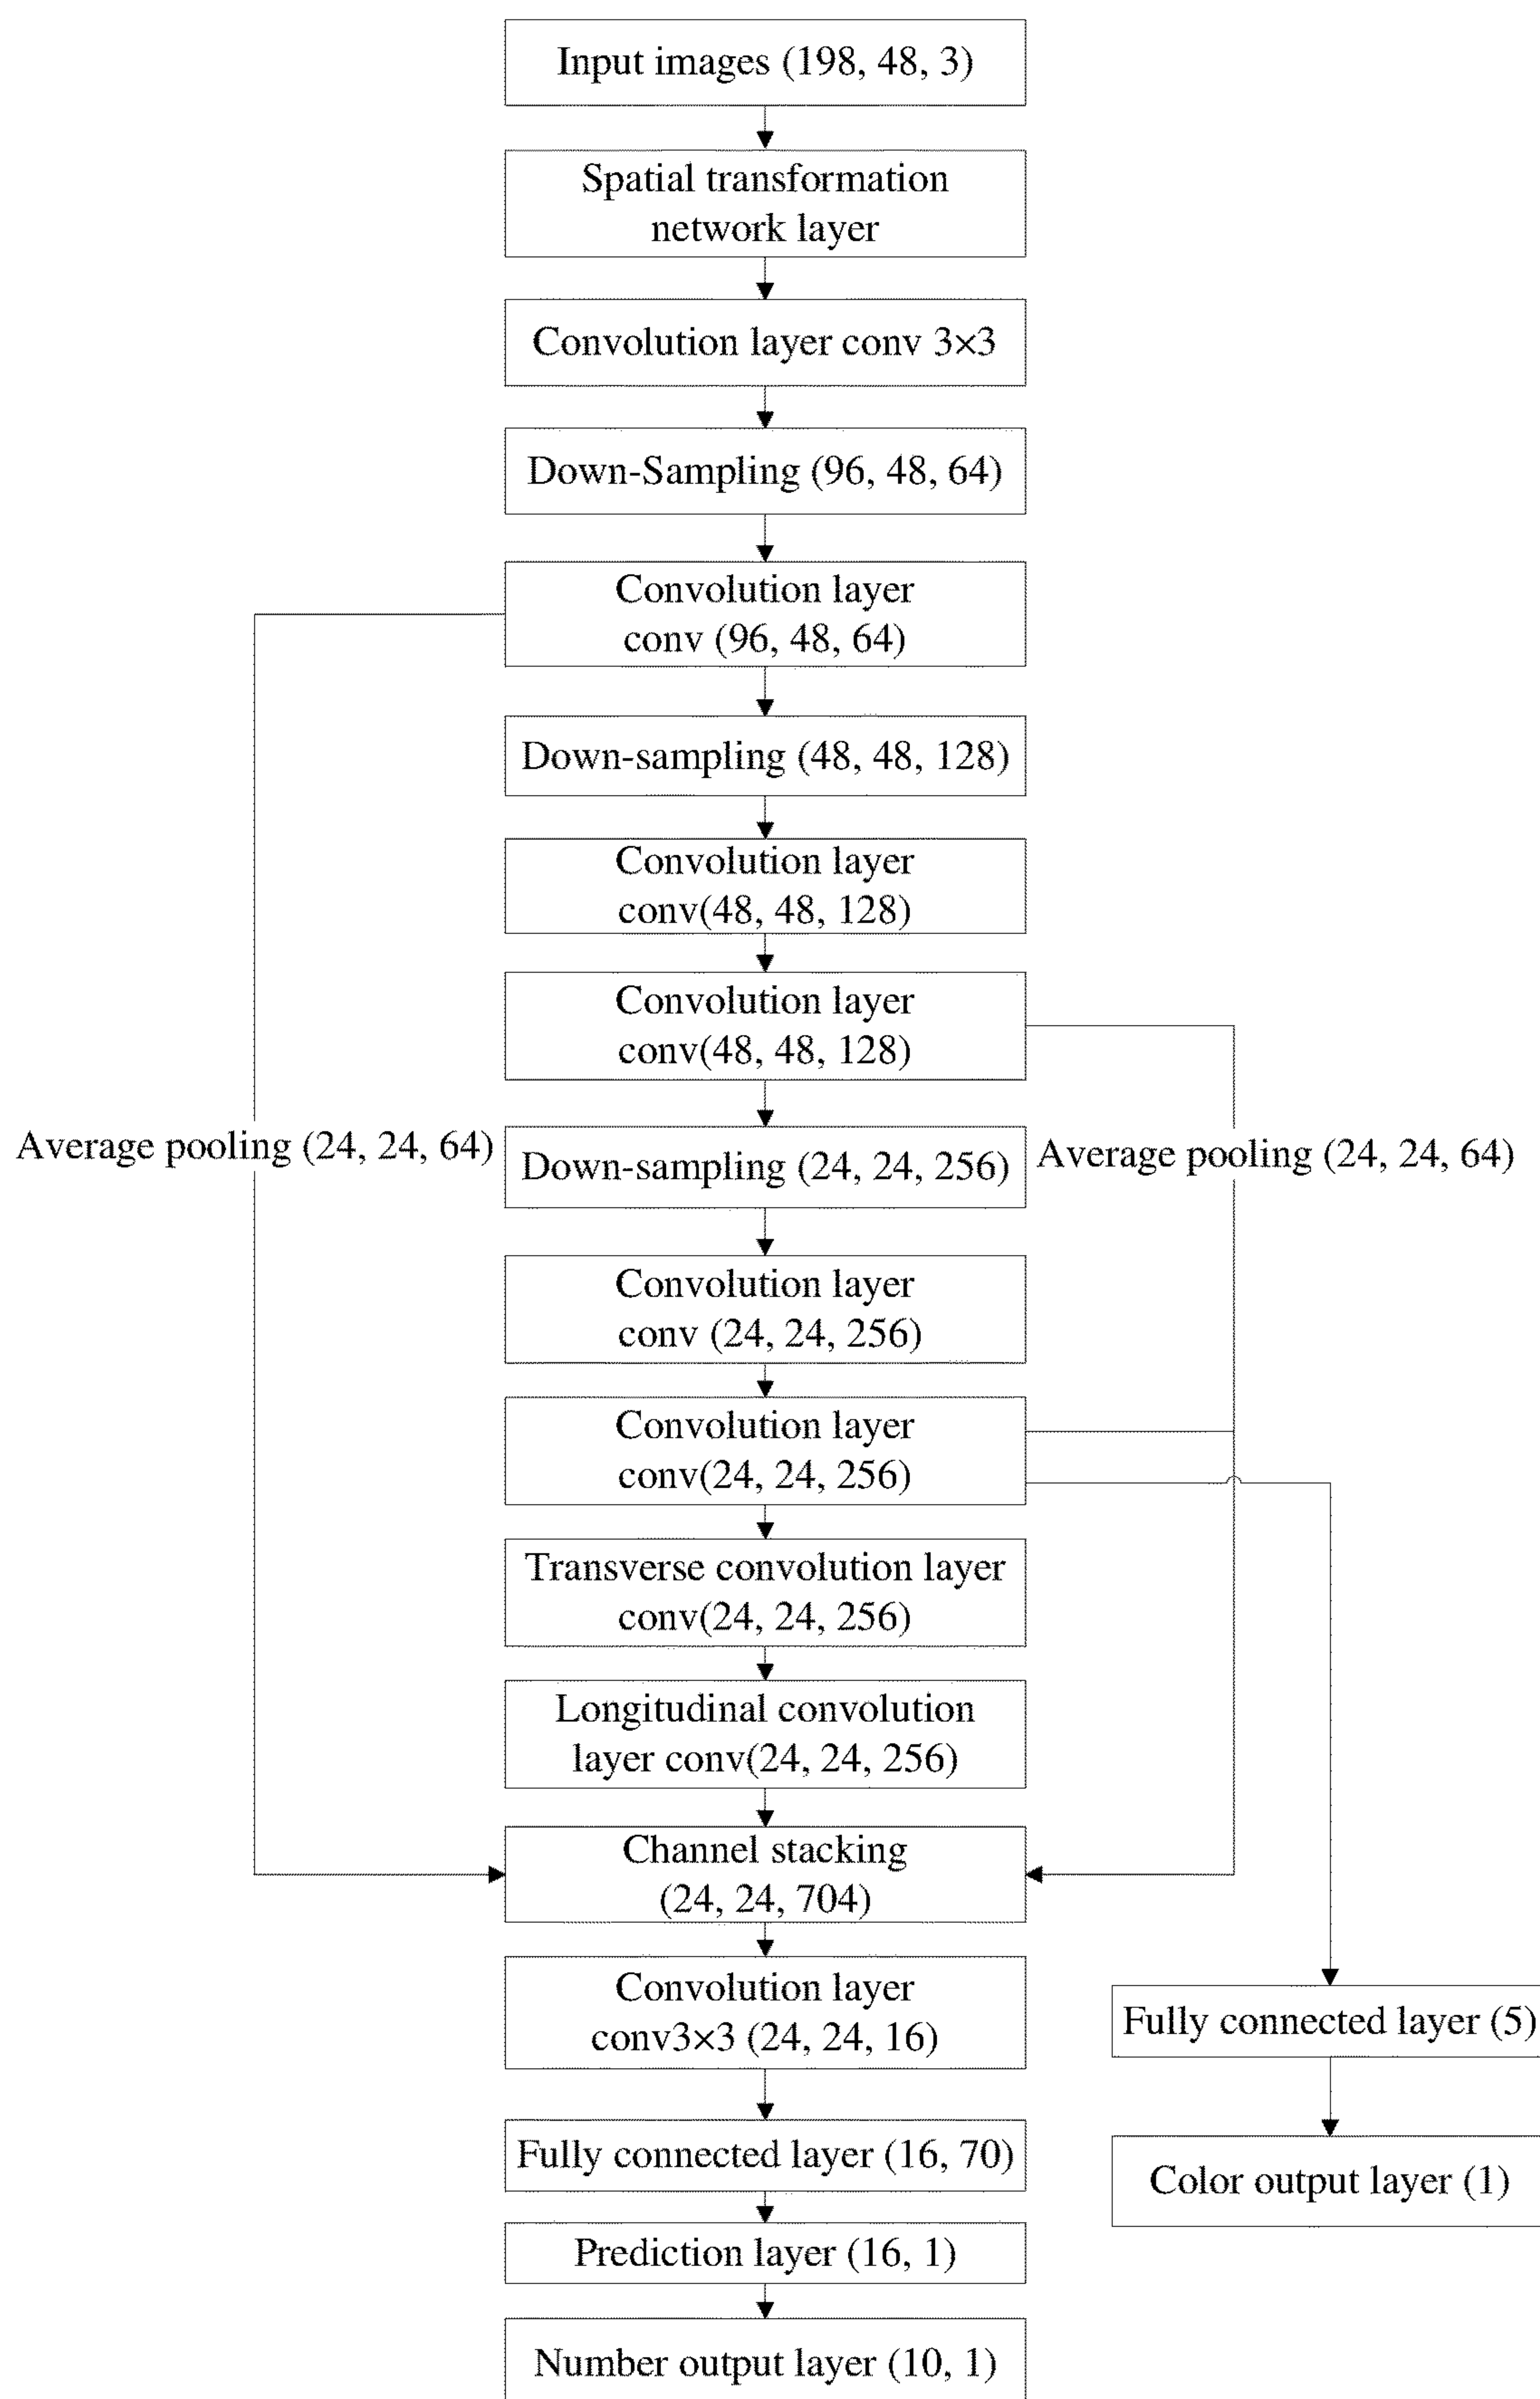 Input images (198, 48, 3)
Spatial transformation
network layer
Convolution layer conv 3×3
Down-Sampling (96, 48, 64)
Convolution layer
conv (96, 48, 64)
Down-sampling (48, 48, 128)
Convolution layer
conv(48, 48, 128)
Convolution layer
conv(48, 48, 128)
Average pooling (24, 24, 64)
Down-sampling (24, 24, 256)
Average pooling (24, 24, 64)
Convolution layer
conv (24, 24, 256)
Convolution layer
conv(24, 24, 256)
Transverse convolution layer
conv(24, 24, 256)
Longitudinal convolution
layer conv(24, 24, 256)
Channel stacking
(24, 24, 704)
Convolution layer
conv3×3 (24, 24, 16)
Fully connected layer (5)
Fully connected layer (16, 70)
Color output layer (1)
Prediction layer (16, 1)
Number output layer (10, 1)